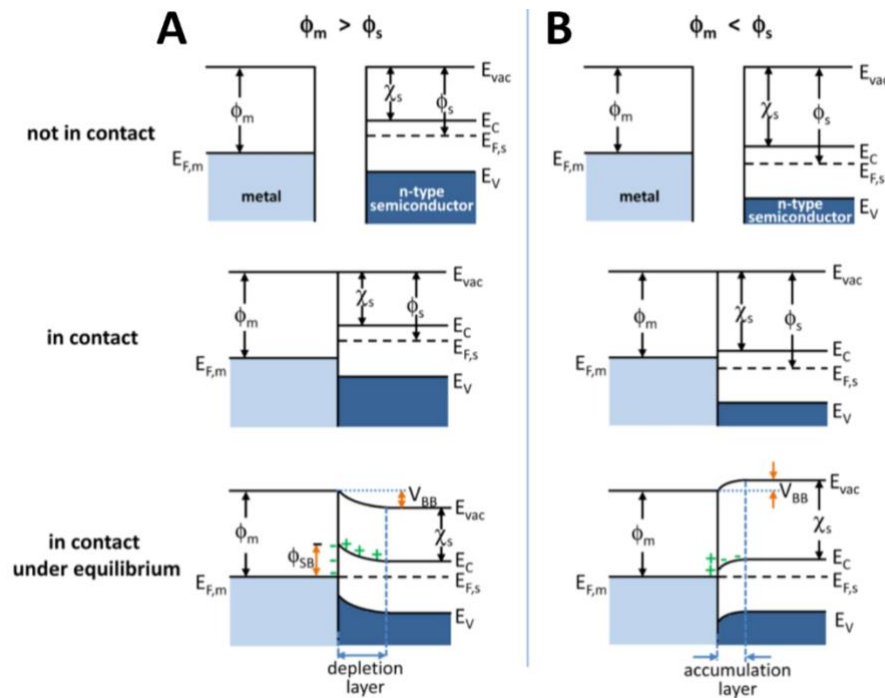 A
ϕm > ϕs
B
ϕm < ϕs
not in contact
ϕm
EF,m
metal
χs
ϕs
Evac
EC
EF,s
EV
n-type
semiconductor
ϕm
EF,m
metal
χs
ϕs
Evac
EC
EF,s
EV
n-type
semiconductor
in contact
ϕm
EF,m
χs
ϕs
Evac
EC
EF,s
EV
ϕm
EF,m
χs
ϕs
Evac
EC
EF,s
EV
in contact
under equilibrium
ϕm
EF,m
ϕSB
VBB
Evac
χs
EC
EF,s
EV
depletion
layer
ϕm
EF,m
VBB
Evac
χs
EC
EF,s
EV
accumulation
layer